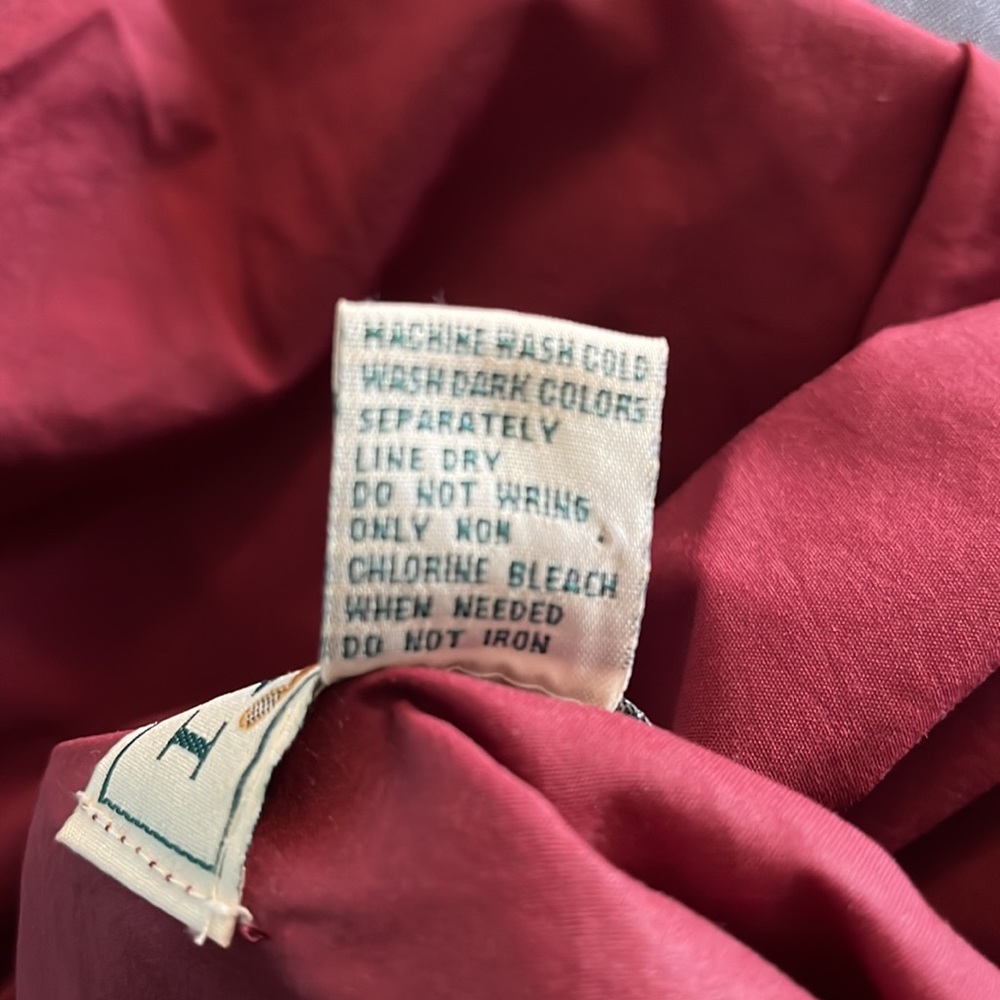 MACHINE WASH COLD
WASH DARK COLORS
SEPARATELY
LINE DRY
DO NOT WRING
ONLY NON
CHLORINE BLEACH
WHEN NEEDED
DO NOT IRON
I